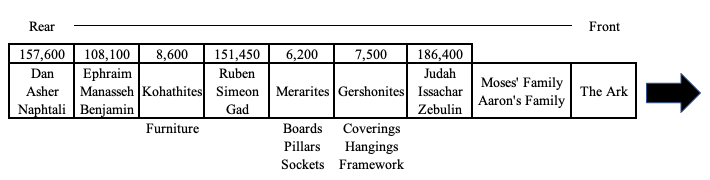 Rear Front
157,600 108,100 8,600 151,450 6,200 7,500 186,400
Dan Ephraim Ruben Judah
Asher Manasseh Kohathites Simeon Merarites Gershonites Issachar Moses' Family Aaron's Family The Ark
Naphtali Benjamin Gad Zebulin
Furniture Boards Coverings
Pillars Hangings
Sockets Framework